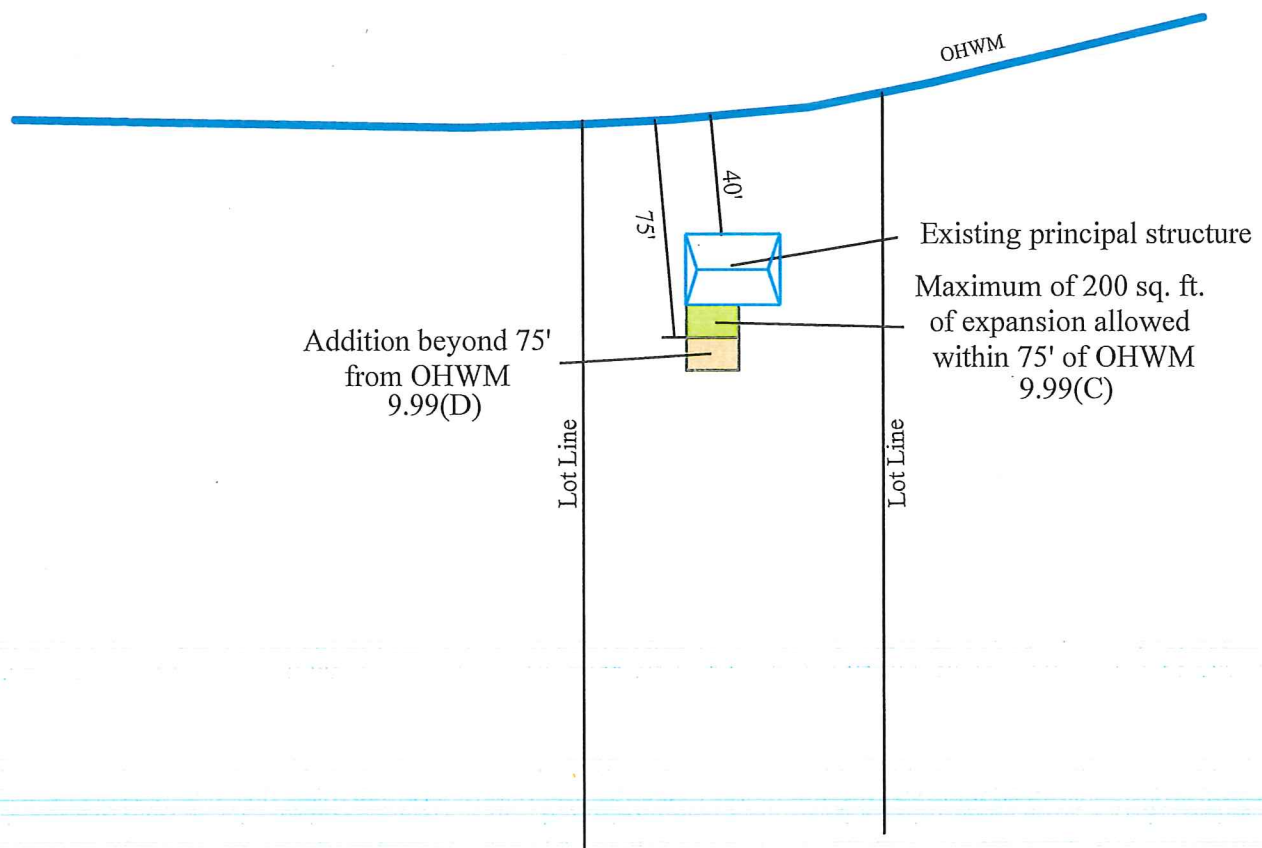 OHWM
40'
75'
Existing principal structure
Maximum of 200 sq. ft.
of expansion allowed
within 75' of OHWM
9.99(C)
Addition beyond 75'
from OHWM
9.99(D)
Lot Line
Lot Line